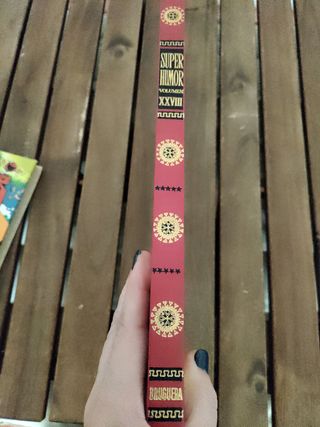 SUPER
HUMOR
VOLUMEN
XXVIII
BRUGUERA